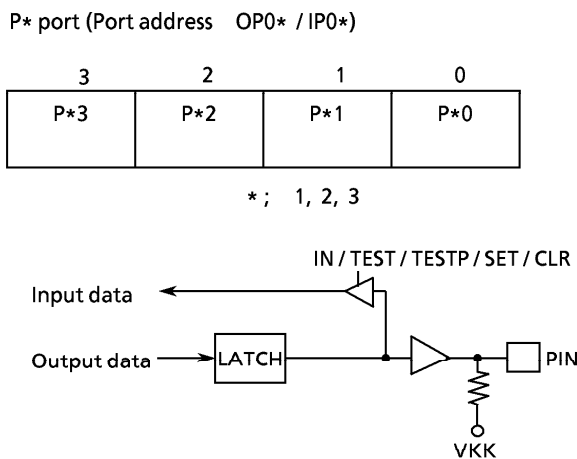 P* port (Port address OP0* / IP0*)
3 2 1 0
P*3 P*2 P*1 P*0
* ; 1, 2, 3
IN / TEST / TESTP / SET / CLR
Input data
Output data LATCH PIN
VKK